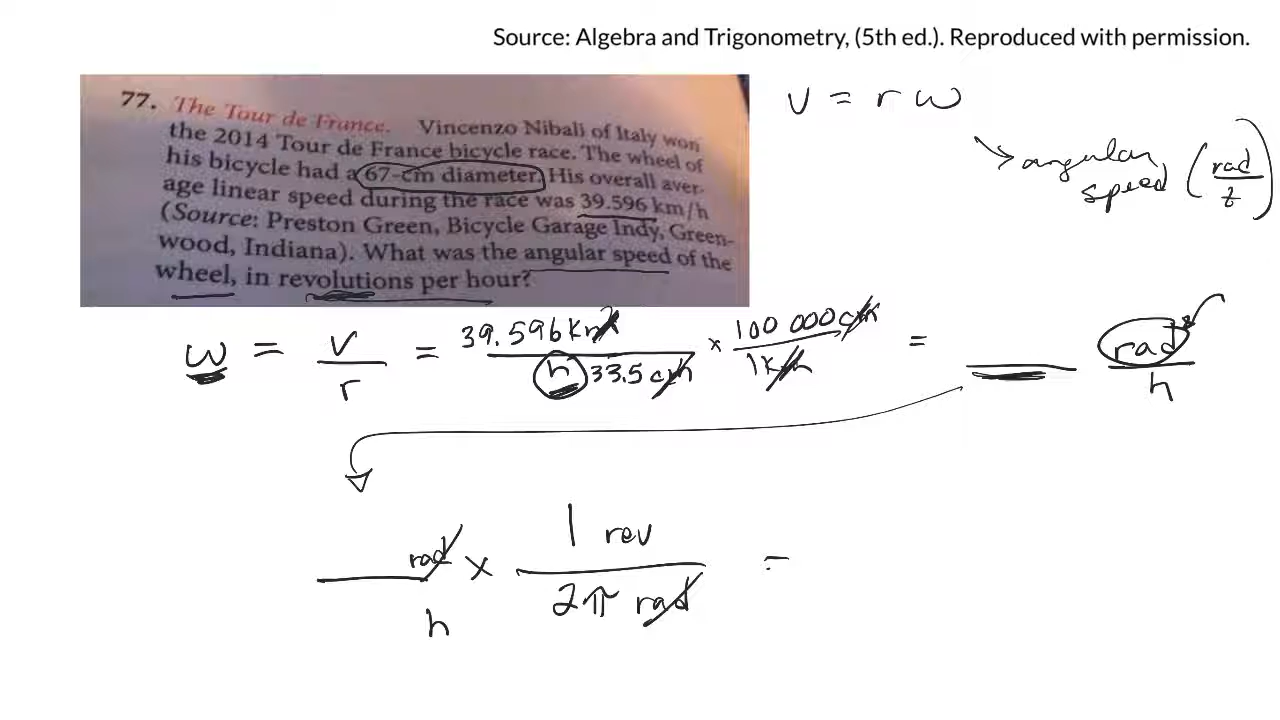 Source: Algebra and Trigonometry, (5th ed.). Reproduced with permission.
77. The Tour de France. Vincenzo Nibali of Italy won
the 2014 Tour de France bicycle race. The wheel of
his bicycle had a 67-cm diameter. His overall aver-
age linear speed during the race was 39.596 km/h
(Source: Preston Green, Bicycle Garage Indy, Green-
wood, Indiana). What was the angular speed of the
wheel, in revolutions per hour?
v = r ω
angular speed (rad/t)
ω = v/r = 39.596 km/h 33.5 cm × 100 000 cm/1 km = ___ rad/h
___ rad/h × 1 rev/2π rad =